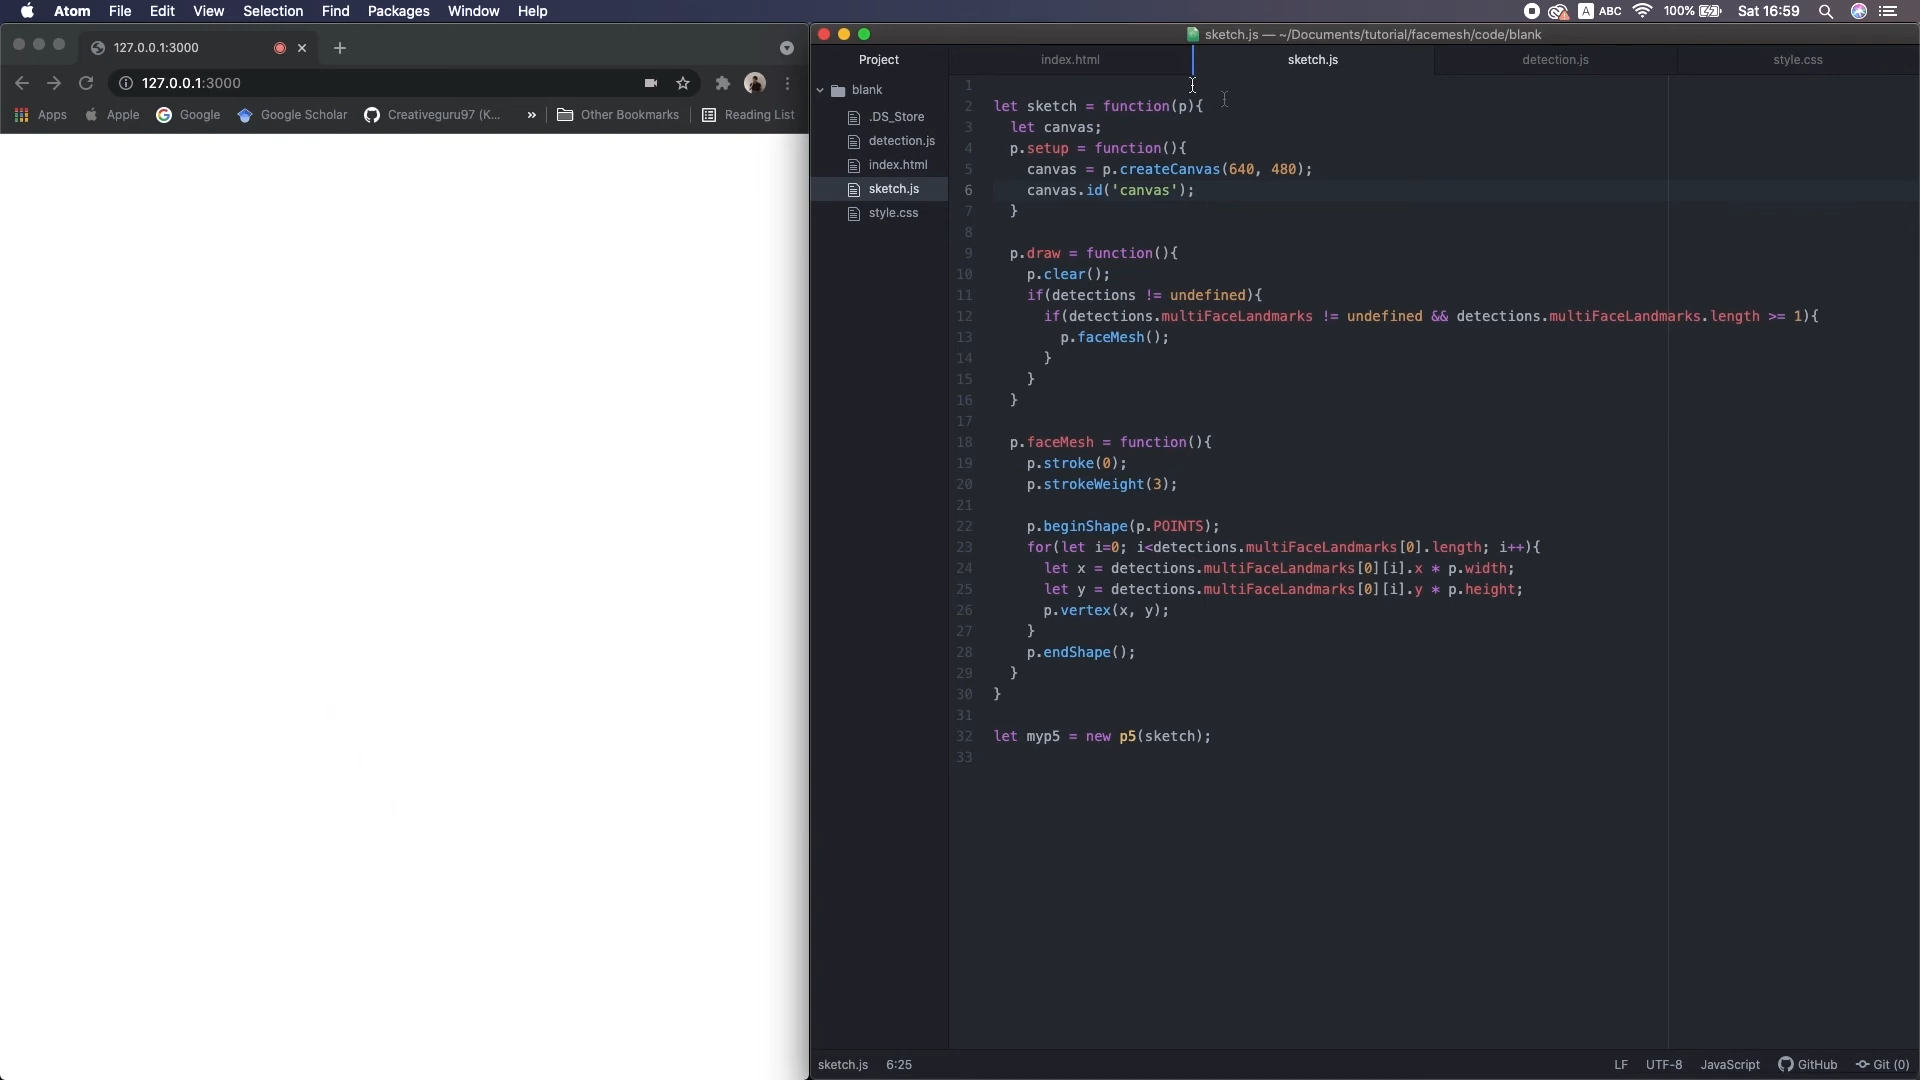 Atom File Edit View Selection Find Packages Window Help
A ABC 100% Sat 16:59
127.0.0.1:3000
127.0.0.1:3000
Apps Apple Google Google Scholar Creativeguru97 (K... » Other Bookmarks Reading List
sketch.js — ~/Documents/tutorial/facemesh/code/blank
Project
index.html sketch.js detection.js style.css
blank
.DS_Store
detection.js
index.html
sketch.js
style.css
1
2 let sketch = function(p){
3 let canvas;
4 p.setup = function(){
5 canvas = p.createCanvas(640, 480);
6 canvas.id('canvas');
7 }
8
9 p.draw = function(){
10 p.clear();
11 if(detections != undefined){
12 if(detections.multiFaceLandmarks != undefined && detections.multiFaceLandmarks.length >= 1){
13 p.faceMesh();
14 }
15 }
16 }
17
18 p.faceMesh = function(){
19 p.stroke(0);
20 p.strokeWeight(3);
21
22 p.beginShape(p.POINTS);
23 for(let i=0; i<detections.multiFaceLandmarks[0].length; i++){
24 let x = detections.multiFaceLandmarks[0][i].x * p.width;
25 let y = detections.multiFaceLandmarks[0][i].y * p.height;
26 p.vertex(x, y);
27 }
28 p.endShape();
29 }
30 }
31
32 let myp5 = new p5(sketch);
33
sketch.js 6:25
LF UTF-8 JavaScript GitHub Git (0)